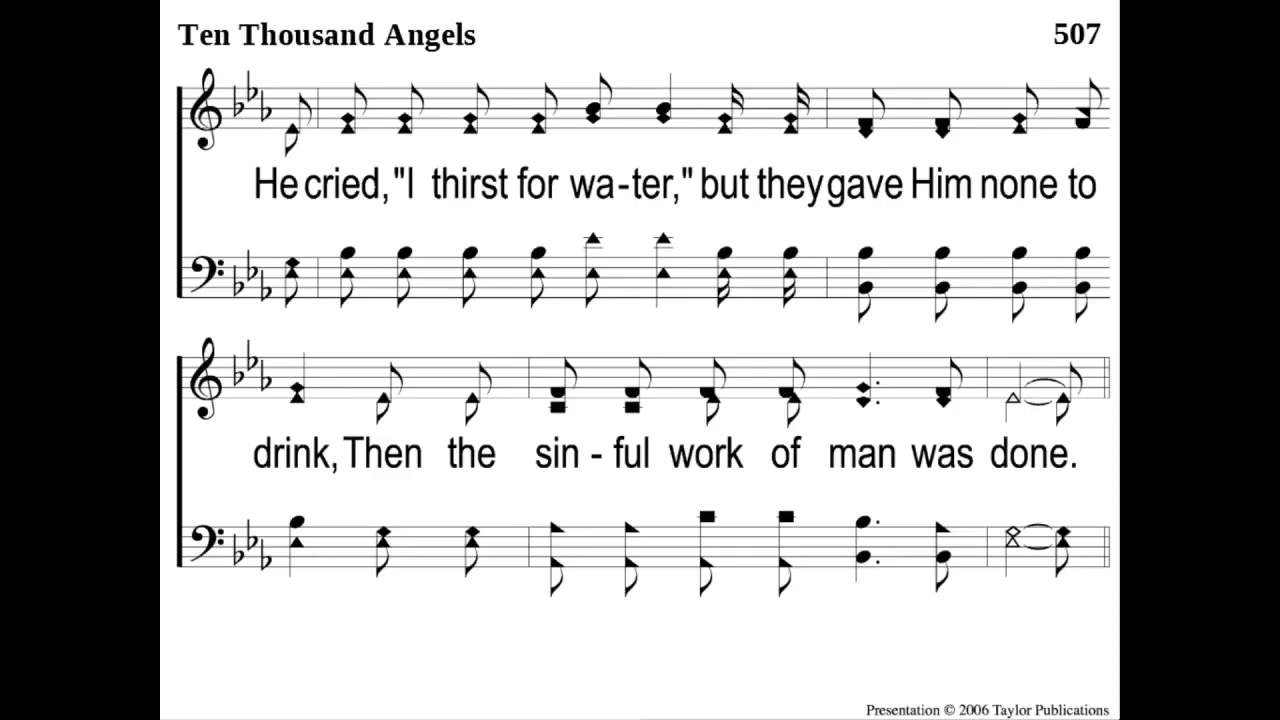 Ten Thousand Angels 507
He cried, "I thirst for wa-ter," but they gave Him none to
drink, Then the sin - ful work of man was done.
Presentation © 2006 Taylor Publications